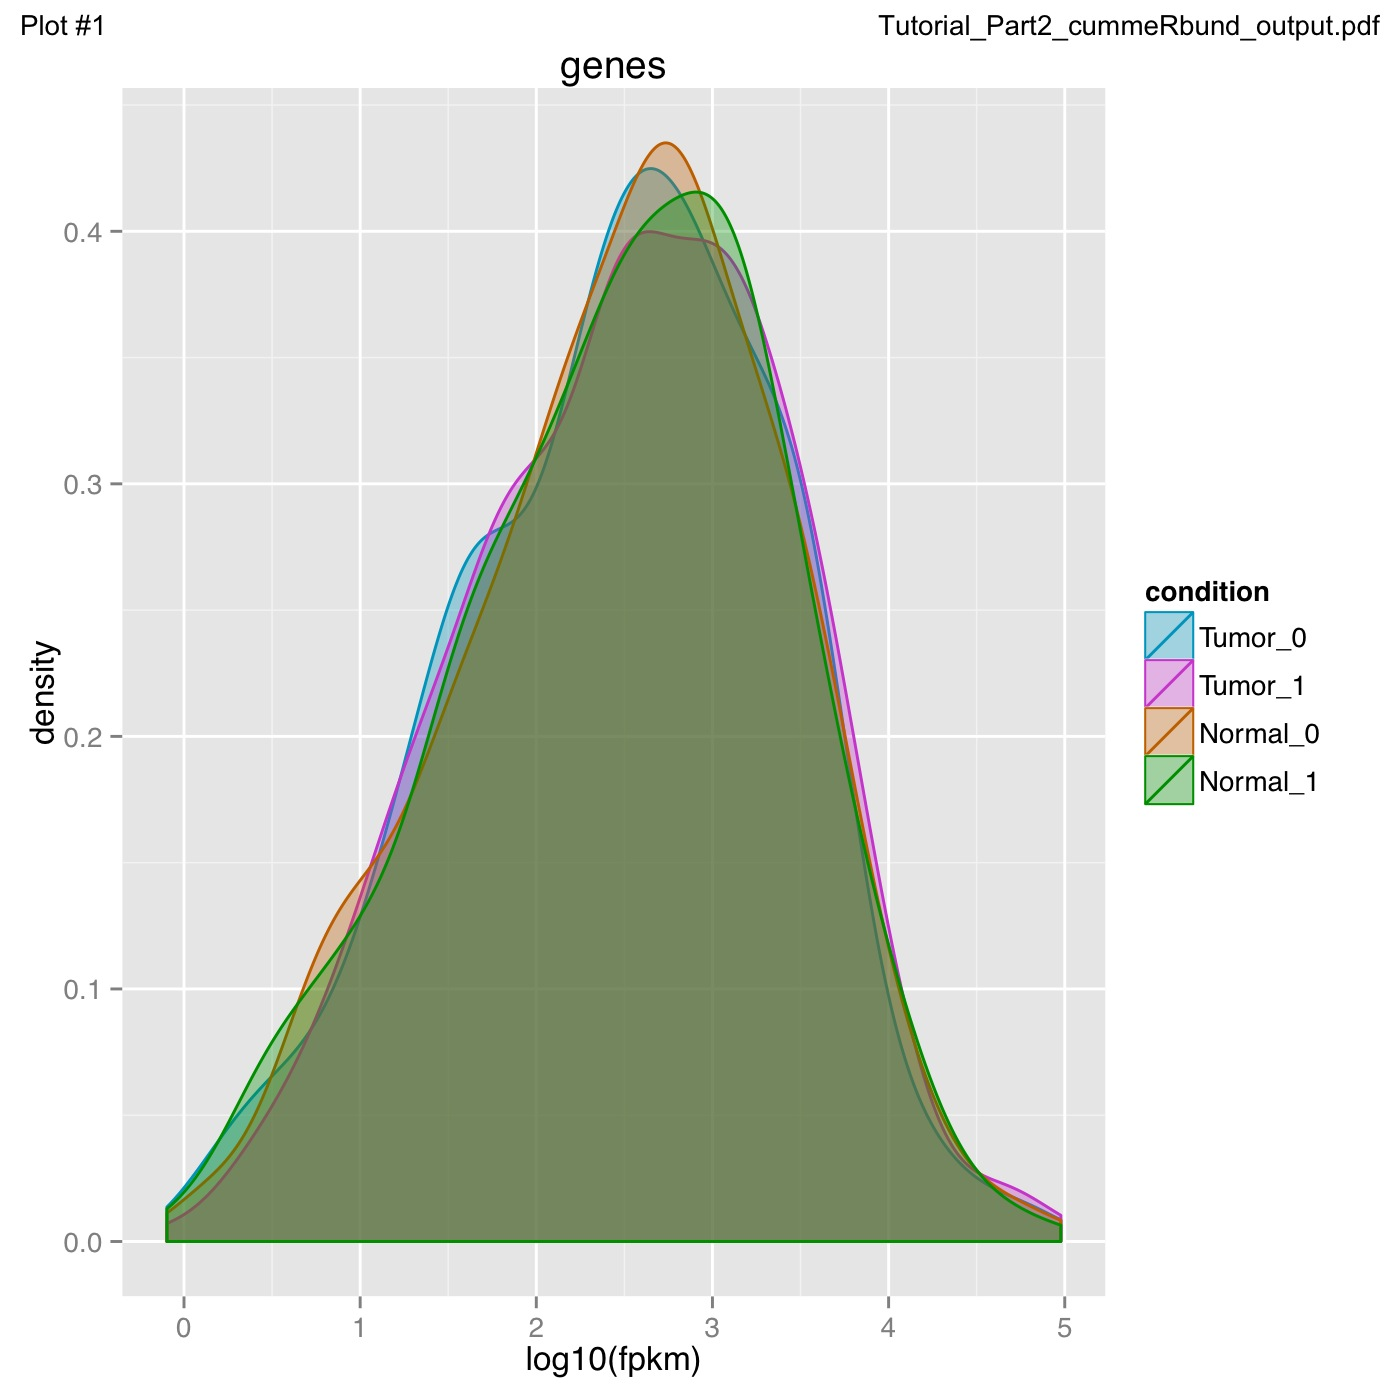 Plot #1
Tutorial_Part2_cummeRbund_output.pdf
genes
0.4
0.3
0.2
0.1
0.0
density
0 1 2 3 4 5
log10(fpkm)
condition
Tumor_0
Tumor_1
Normal_0
Normal_1